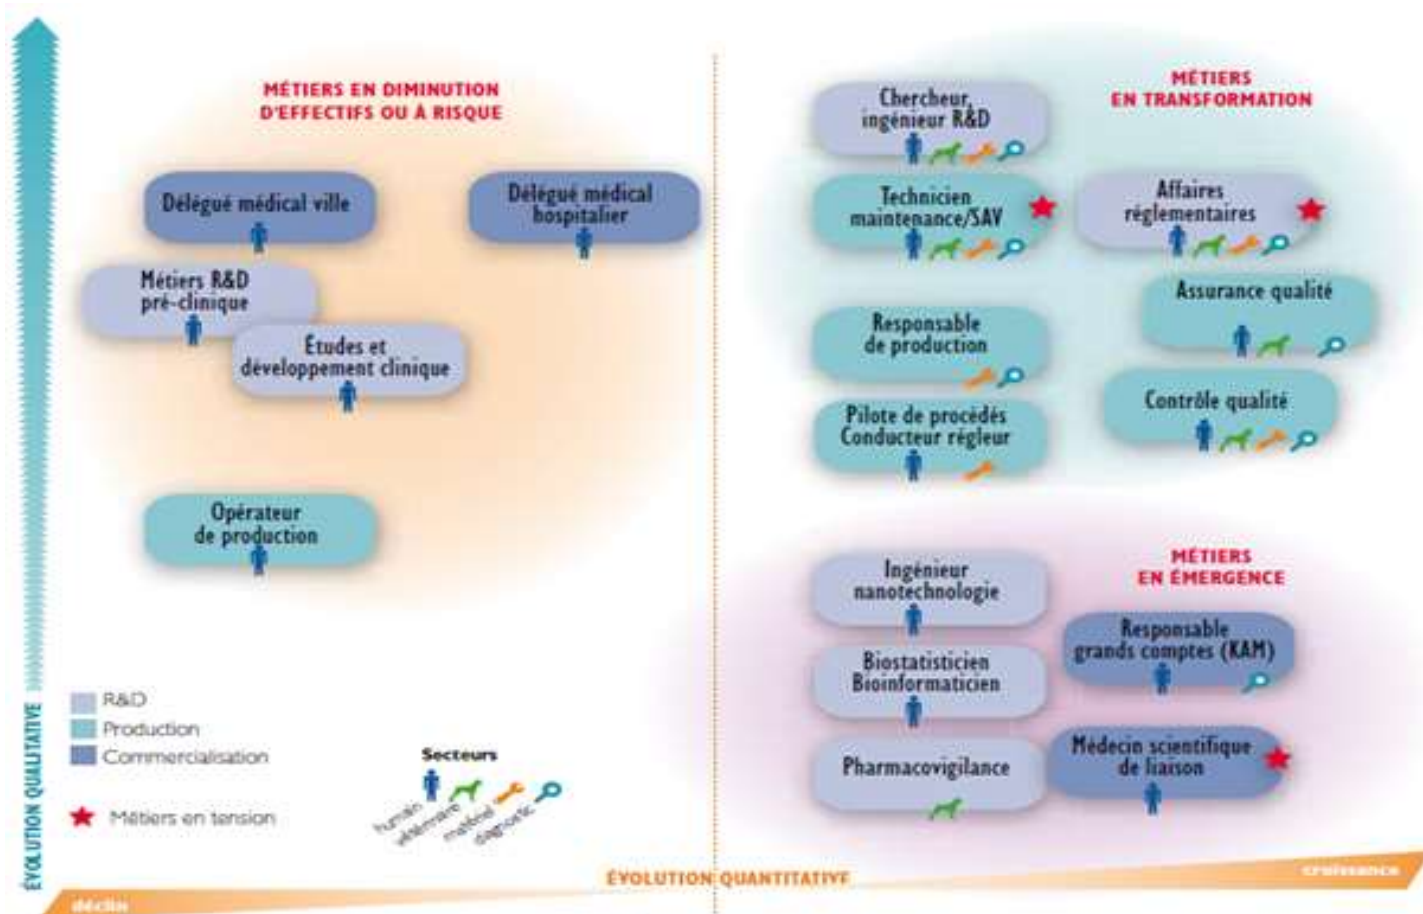 MÉTIERS EN DIMINUTION
D'EFFECTIFS OU À RISQUE
Délégué médical ville
Délégué médical
hospitalier
Métiers R&D
pré-clinique
Études et
développement clinique
Opérateur
de production
MÉTIERS
EN TRANSFORMATION
Chercheur,
ingénieur R&D
Technicien
maintenance/SAV
Affaires
réglementaires
Assurance qualité
Responsable
de production
Contrôle qualité
Pilote de procédés
Conducteur régleur
MÉTIERS
EN ÉMERGENCE
Ingénieur
nanotechnologie
Responsable
grands comptes (KAM)
Biostatisticien
Bioinformaticien
Pharmacovigilance
Médecin scientifique
de liaison
R&D
Production
Commercialisation
Métiers en tension
Secteurs
humain
vétérinaire
matériel
diagnostic
ÉVOLUTION QUALITATIVE
ÉVOLUTION QUANTITATIVE
déclin
croissance